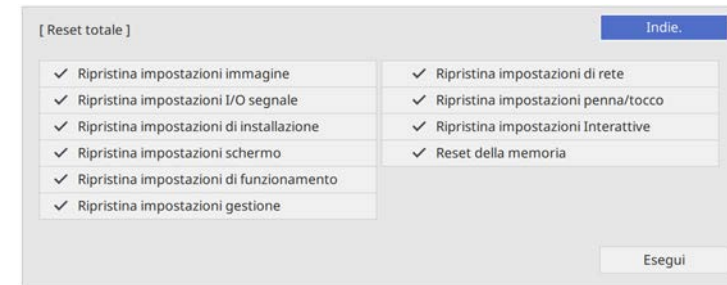 [ Reset totale ]
Indie.
Ripristina impostazioni immagine
Ripristina impostazioni I/O segnale
Ripristina impostazioni di installazione
Ripristina impostazioni schermo
Ripristina impostazioni di funzionamento
Ripristina impostazioni gestione
Ripristina impostazioni di rete
Ripristina impostazioni penna/tocco
Ripristina impostazioni Interattive
Reset della memoria
Esegui